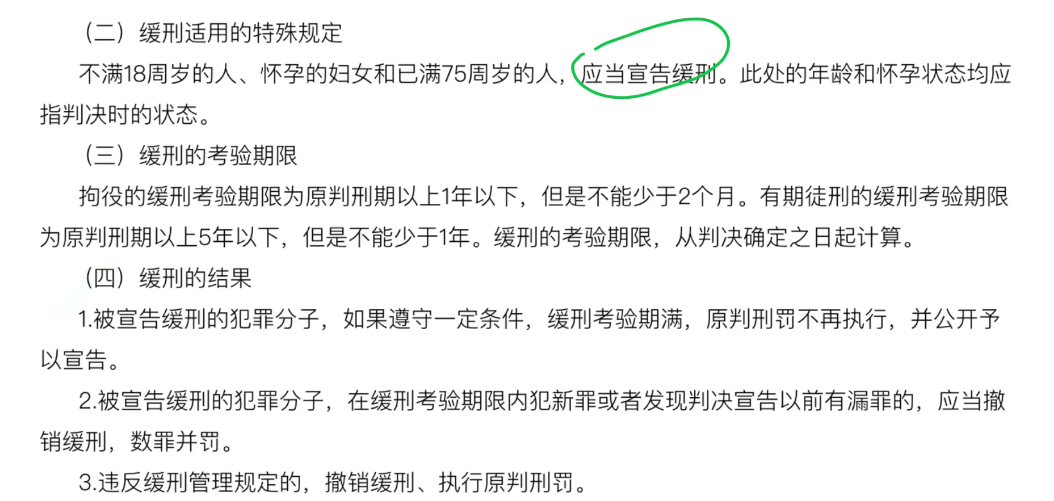 （二）缓刑适用的特殊规定
不满18周岁的人、怀孕的妇女和已满75周岁的人，应当宣告缓刑。此处的年龄和怀孕状态均应
指判决时的状态。
（三）缓刑的考验期限
拘役的缓刑考验期限为原判刑期以上1年以下，但是不能少于2个月。有期徒刑的缓刑考验期限
为原判刑期以上5年以下，但是不能少于1年。缓刑的考验期限，从判决确定之日起计算。
（四）缓刑的结果
1.被宣告缓刑的犯罪分子，如果遵守一定条件，缓刑考验期满，原判刑罚不再执行，并公开予
以宣告。
2.被宣告缓刑的犯罪分子，在缓刑考验期限内犯新罪或者发现判决宣告以前有漏罪的，应当撤
销缓刑，数罪并罚。
3.违反缓刑管理规定的，撤销缓刑、执行原判刑罚。